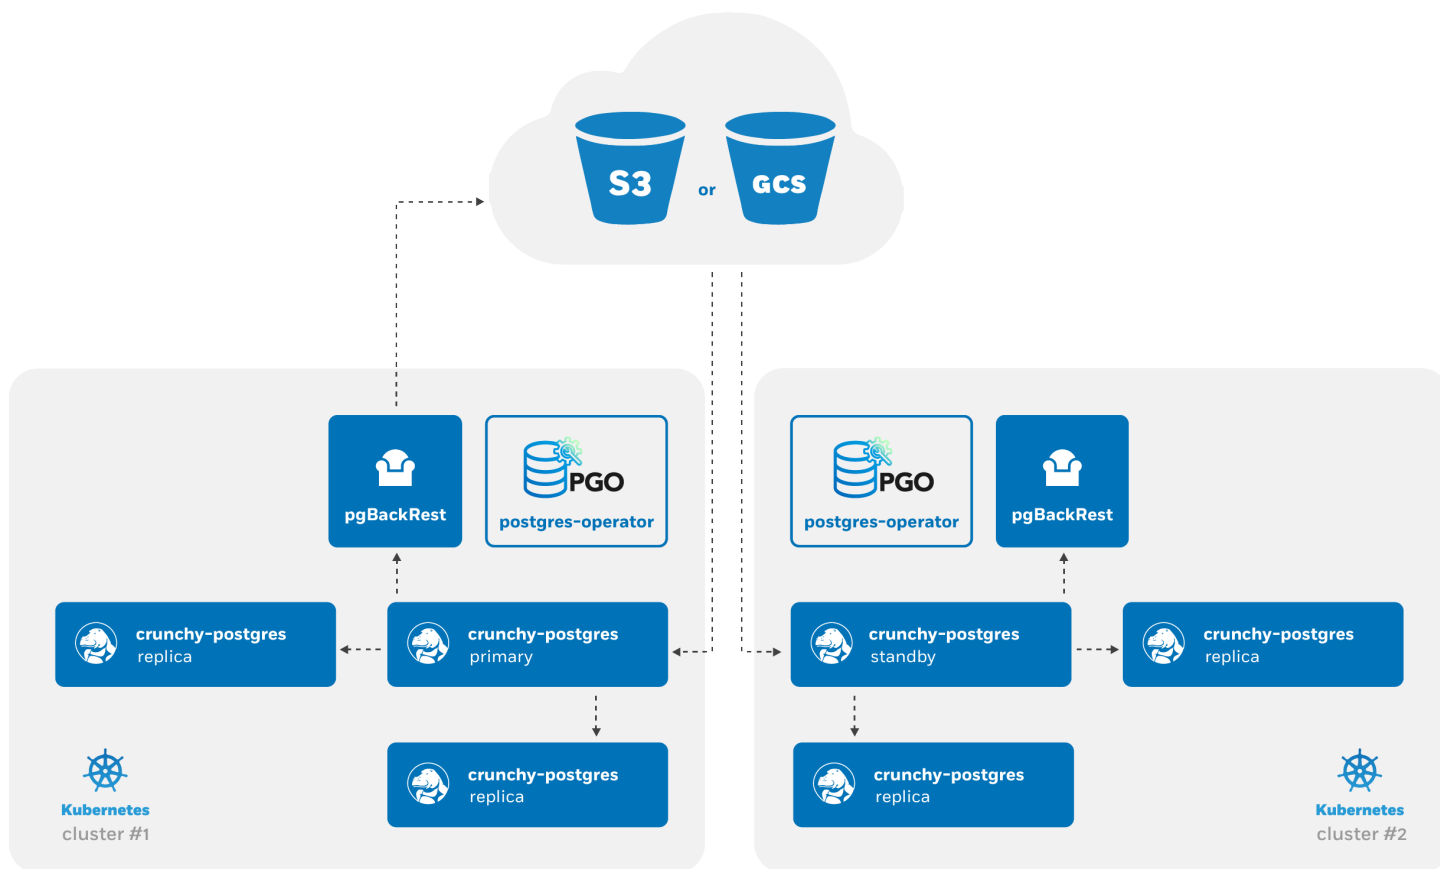 S3
or
GCS
pgBackRest
PGO
postgres-operator
crunchy-postgres
replica
crunchy-postgres
primary
crunchy-postgres
replica
Kubernetes
cluster #1
PGO
postgres-operator
pgBackRest
crunchy-postgres
standby
crunchy-postgres
replica
crunchy-postgres
replica
Kubernetes
cluster #2